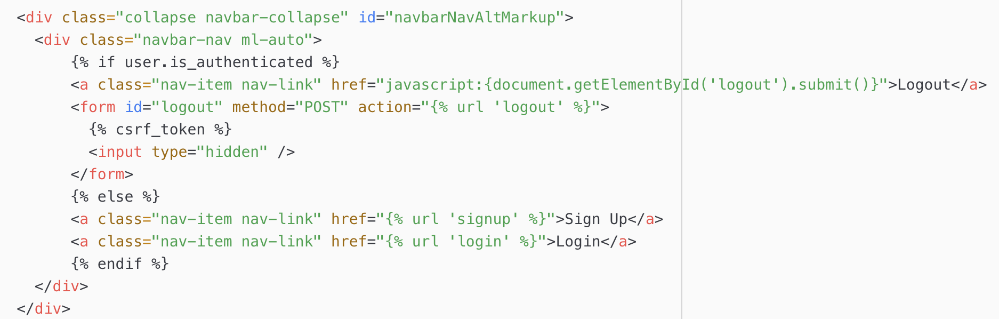 <div class="collapse navbar-collapse" id="navbarNavAltMarkup">
  <div class="navbar-nav ml-auto">
      {% if user.is_authenticated %}
      <a class="nav-item nav-link" href="javascript:{document.getElementById('logout').submit()}">Logout</a>
      <form id="logout" method="POST" action="{% url 'logout' %}">
        {% csrf_token %}
        <input type="hidden" />
      </form>
      {% else %}
      <a class="nav-item nav-link" href="{% url 'signup' %}">Sign Up</a>
      <a class="nav-item nav-link" href="{% url 'login' %}">Login</a>
      {% endif %}
  </div>
</div>